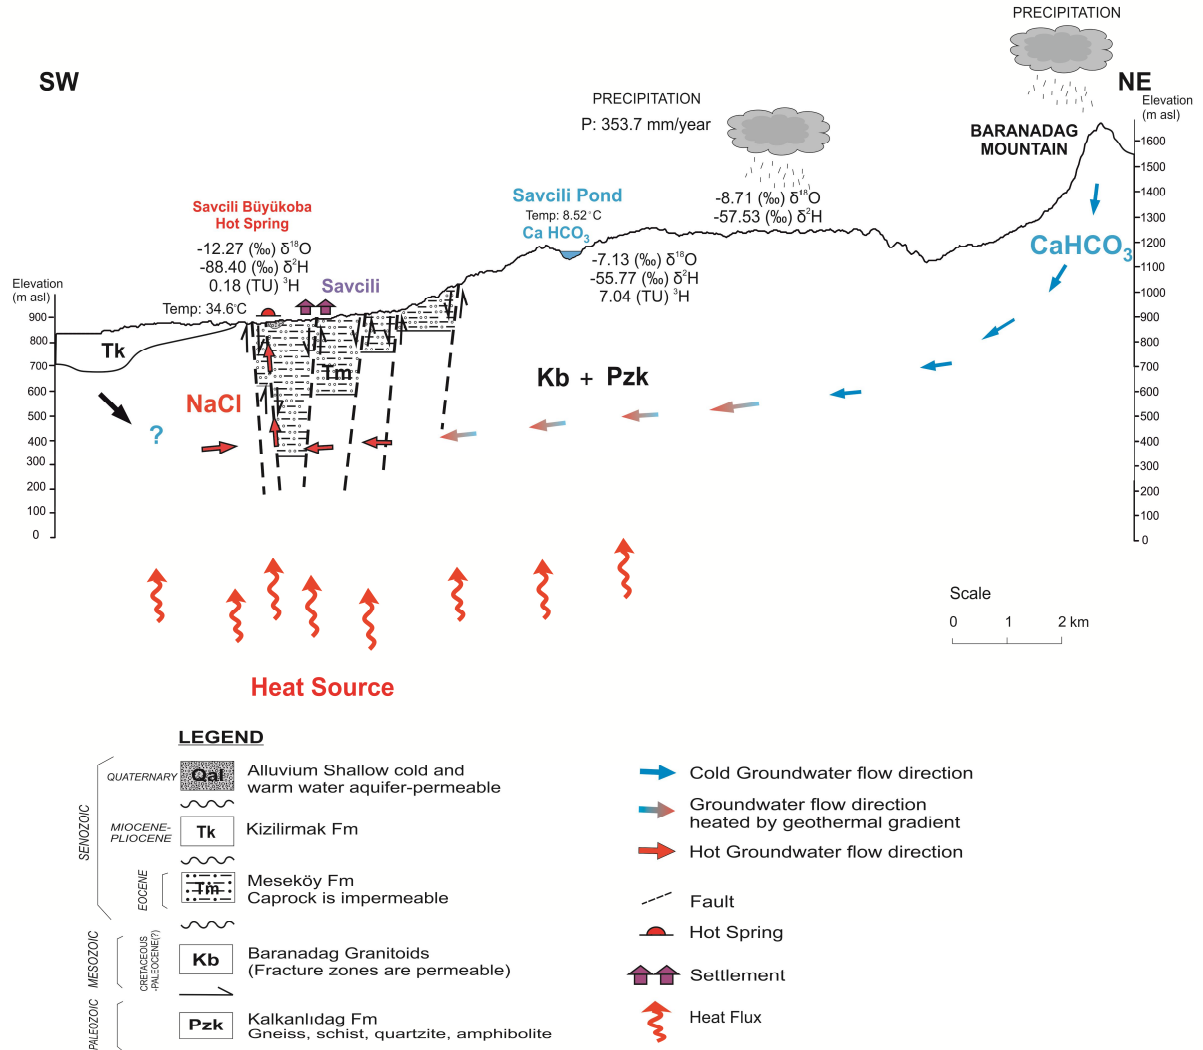 PRECIPITATION
SW
NE
PRECIPITATION
P: 353.7 mm/year
Elevation
(m asl)
BARANADAG
MOUNTAIN
1600
1500
1400
1300
1200
1100
1000
900
800
700
600
500
400
300
200
100
0
Savcili Büyükoba
Hot Spring
-12.27 (‰) δ¹⁸O
-88.40 (‰) δ²H
0.18 (TU) ³H
Temp: 34.6°C
Savcili
Savcili Pond
Temp: 8.52°C
Ca HCO₃
-8.71 (‰) δ¹⁸O
-57.53 (‰) δ²H
-7.13 (‰) δ¹⁸O
-55.77 (‰) δ²H
7.04 (TU) ³H
CaHCO₃
Elevation
(m asl)
900
800
700
600
500
400
300
200
100
0
Tk
Tm
Kb + Pzk
NaCl
?
Scale
0 1 2 km
Heat Source
LEGEND
SENOZOIC
QUATERNARY
Qal
Alluvium Shallow cold and
warm water aquifer-permeable
MIOCENE-
PLIOCENE
Tk
Kizilirmak Fm
EOCENE
Tm
Meseköy Fm
Caprock is impermeable
MESOZOIC
CRETACEOUS
-PALEOCENE(?)
Kb
Baranadag Granitoids
(Fracture zones are permeable)
PALEOZOIC
Pzk
Kalkanlıdag Fm
Gneiss, schist, quartzite, amphibolite
Cold Groundwater flow direction
Groundwater flow direction
heated by geothermal gradient
Hot Groundwater flow direction
Fault
Hot Spring
Settlement
Heat Flux